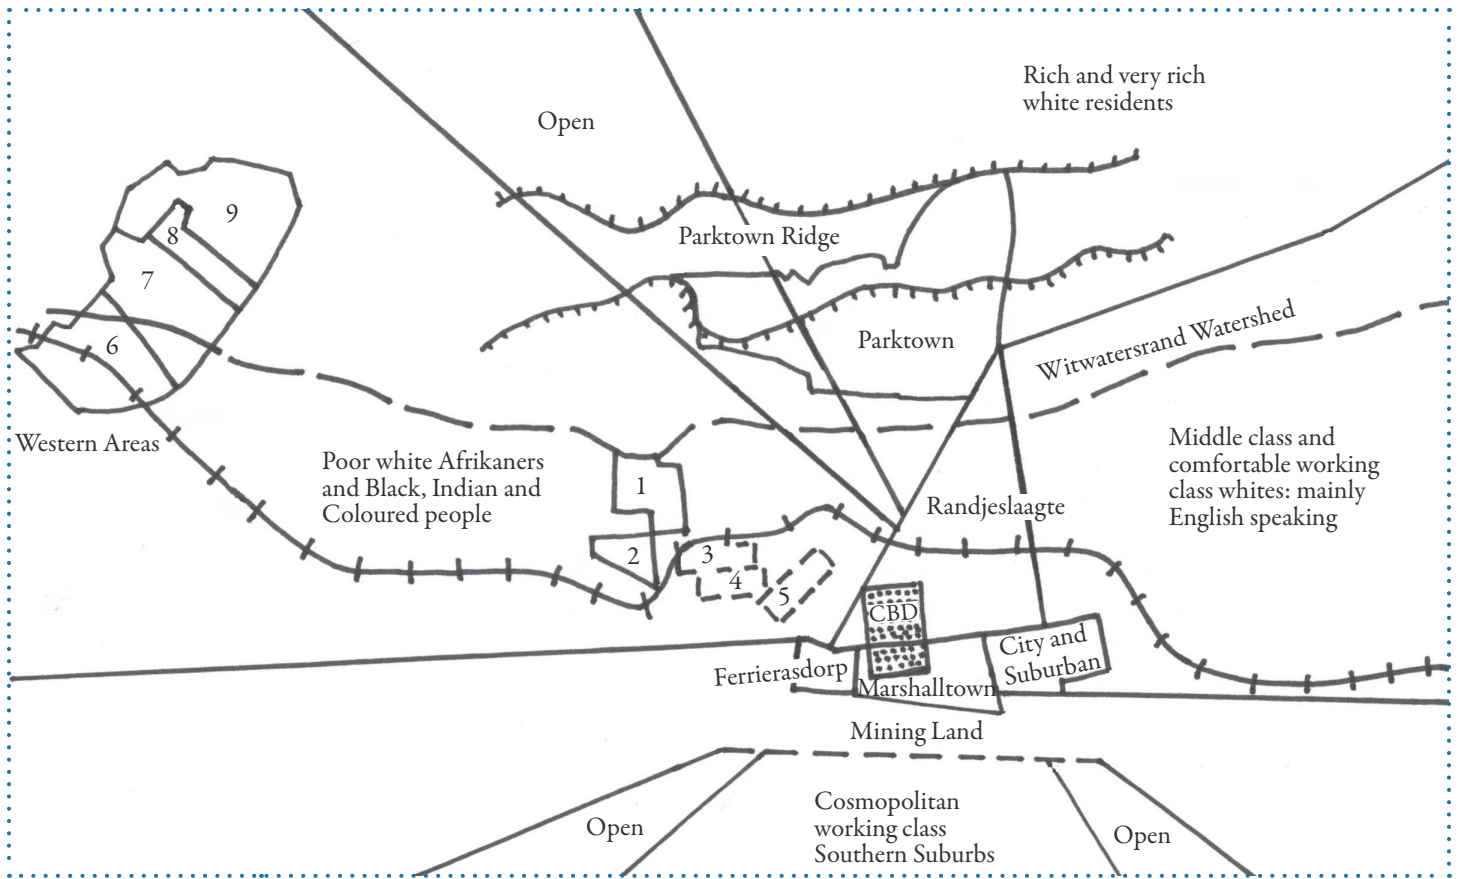 Rich and very rich
white residents
Open
9
8
Parktown Ridge
7
Witwatersrand Watershed
Parktown
6
Western Areas
Poor white Afrikaners
and Black, Indian and
Coloured people
Middle class and
comfortable working
class whites: mainly
English speaking
1
Randjeslaagte
2
3
4
5
CBD
City and
Suburban
Ferrierasdorp
Marshalltown
Mining Land
Cosmopolitan
working class
Southern Suburbs
Open
Open